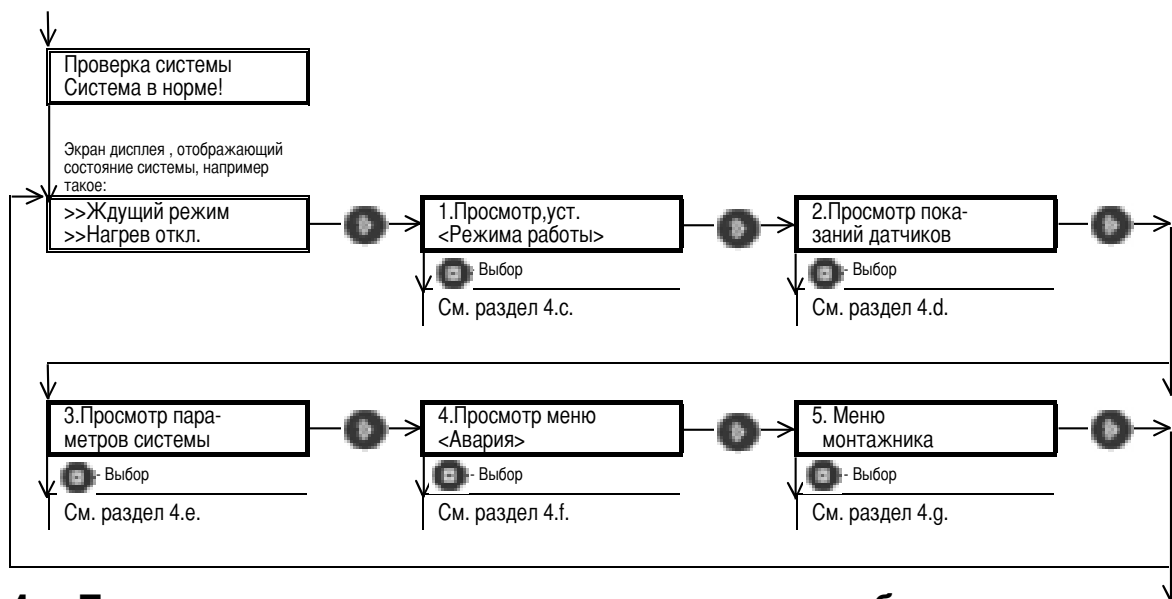 Проверка системы
Система в норме!
Экран дисплея , отображающий
состояние системы, например
такое:
>>Ждущий режим
>>Нагрев откл.
1.Просмотр,уст.
<Режима работы>
2.Просмотр пока-
заний датчиков
- Выбор
- Выбор
См. раздел 4.c.
См. раздел 4.d.
3.Просмотр пара-
метров системы
4.Просмотр меню
<Авария>
5. Меню
монтажника
- Выбор
- Выбор
- Выбор
См. раздел 4.e.
См. раздел 4.f.
См. раздел 4.g.